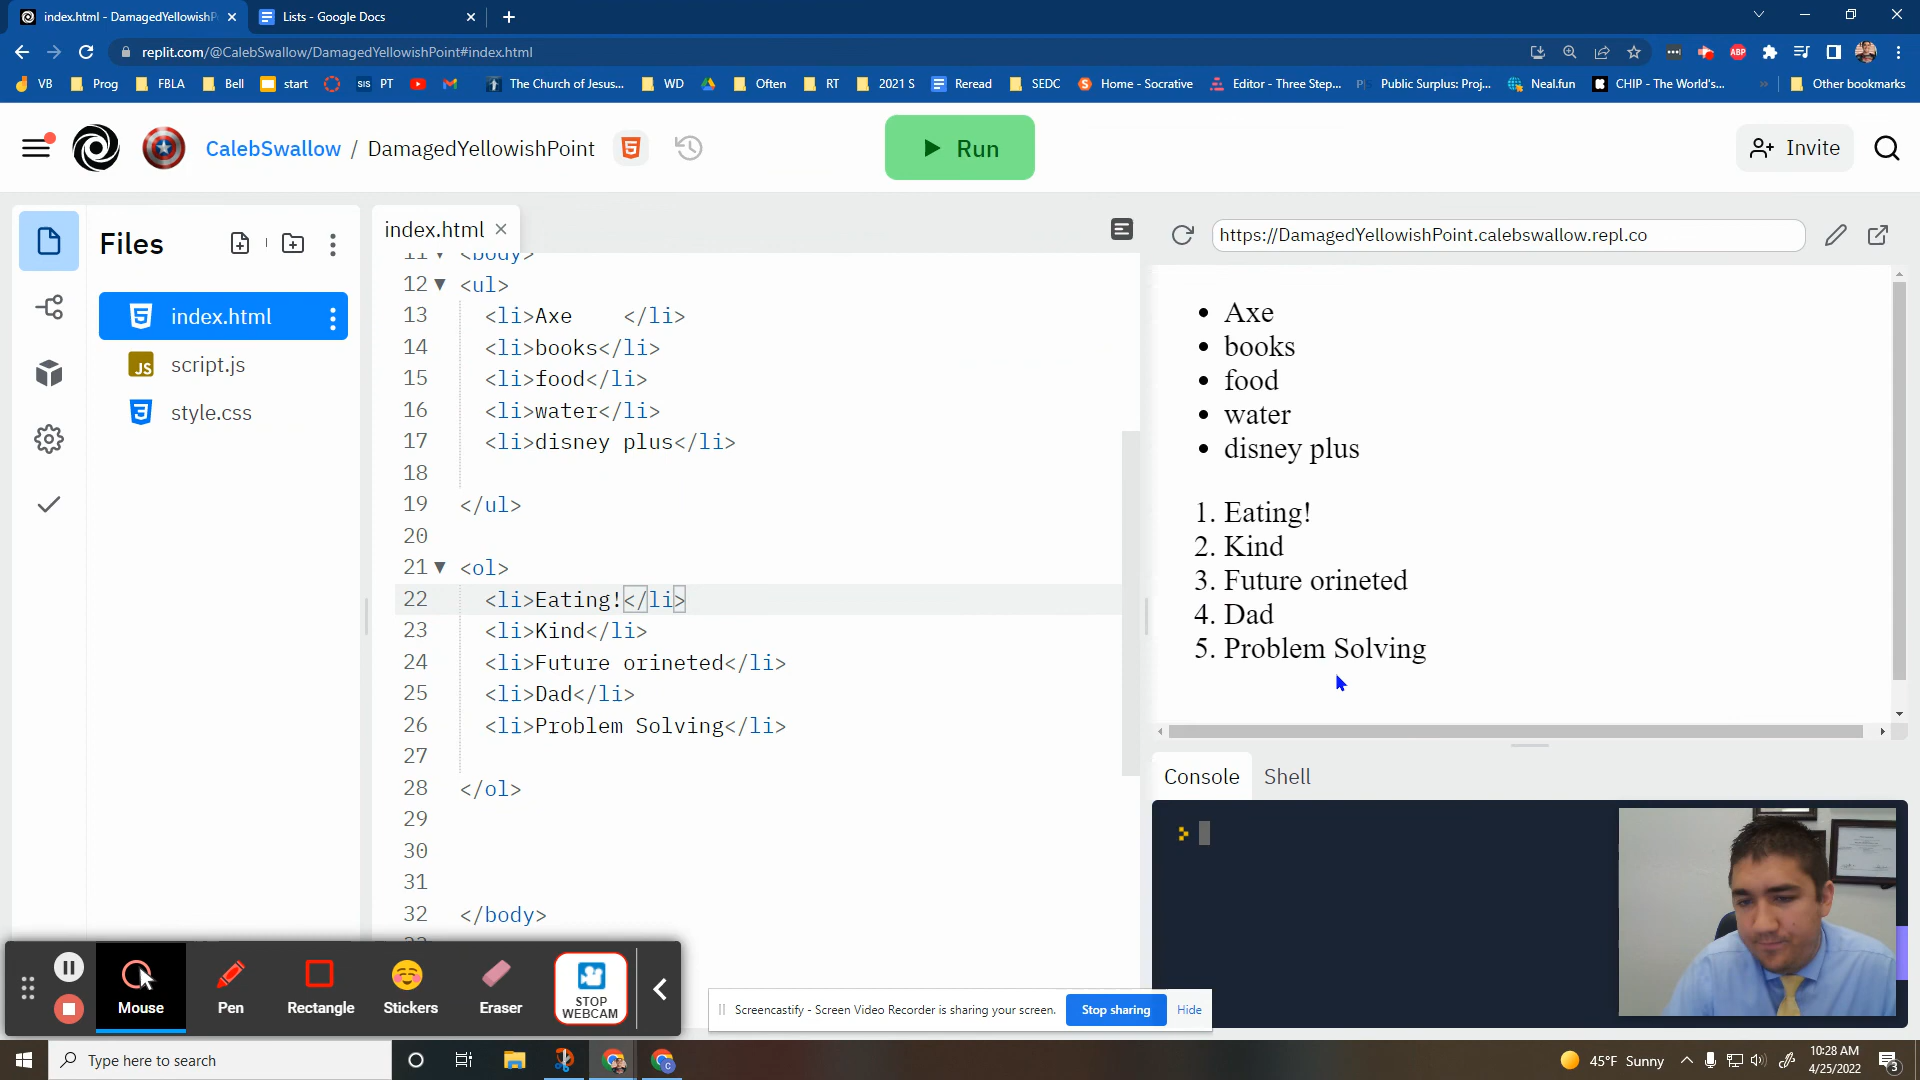 index.html - DamagedYellowishP
Lists - Google Docs
replit.com/@CalebSwallow/DamagedYellowishPoint#index.html
ABP
VB
Prog
FBLA
Bell
start
SIS PT
The Church of Jesus...
WD
Often
RT
2021 S
Reread
SEDC
Home - Socrative
Editor - Three Step...
Public Surplus: Proj...
Neal.fun
CHIP - The World's...
Other bookmarks
CalebSwallow / DamagedYellowishPoint
Run
Invite
Files
index.html
script.js
style.css
index.html
https://DamagedYellowishPoint.calebswallow.repl.co
11 <body>
12 <ul>
13 <li>Axe    </li>
14 <li>books</li>
15 <li>food</li>
16 <li>water</li>
17 <li>disney plus</li>
18
19 </ul>
20
21 <ol>
22 <li>Eating!</li>
23 <li>Kind</li>
24 <li>Future orineted</li>
25 <li>Dad</li>
26 <li>Problem Solving</li>
27
28 </ol>
29
30
31
32 </body>
• Axe
• books
• food
• water
• disney plus
1. Eating!
2. Kind
3. Future orineted
4. Dad
5. Problem Solving
Console
Shell
Mouse
Pen
Rectangle
Stickers
Eraser
STOP
WEBCAM
Screencastify - Screen Video Recorder is sharing your screen.
Stop sharing
Hide
Type here to search
45°F Sunny
10:28 AM
4/25/2022
3